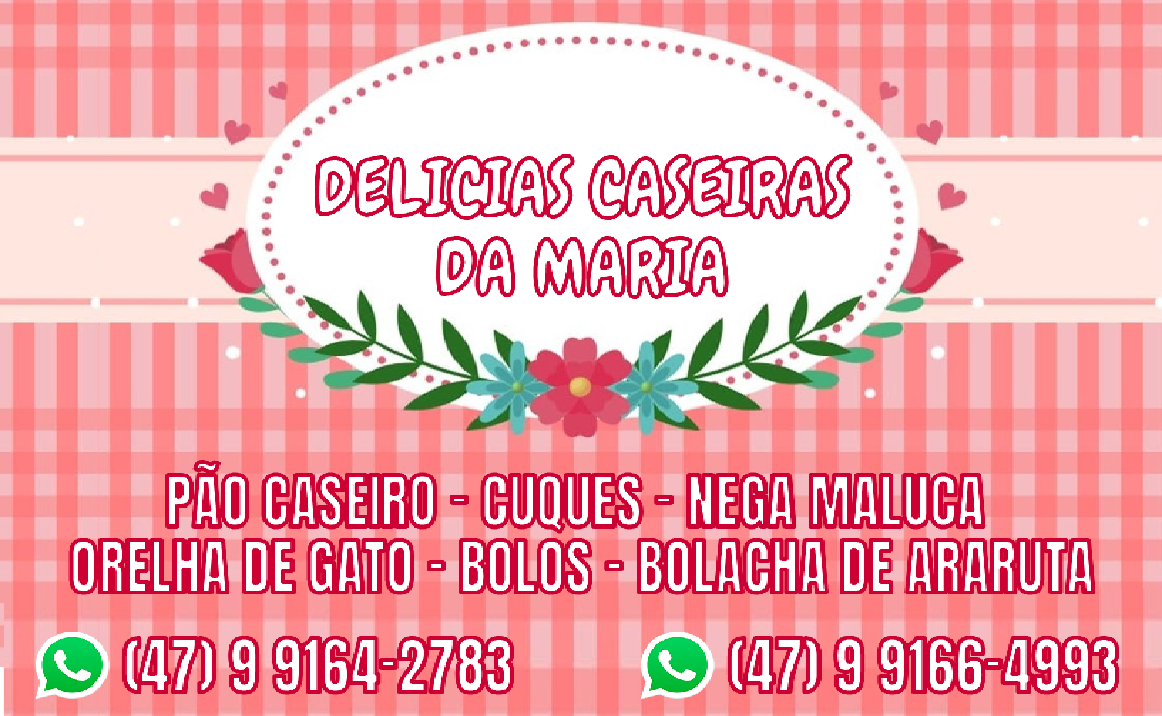 DELICIAS CASEIRAS
DA MARIA
PÃO CASEIRO - CUQUES - NEGA MALUCA
ORELHA DE GATO - BOLOS - BOLACHA DE ARARUTA
(47) 9 9164-2783 (47) 9 9166-4993